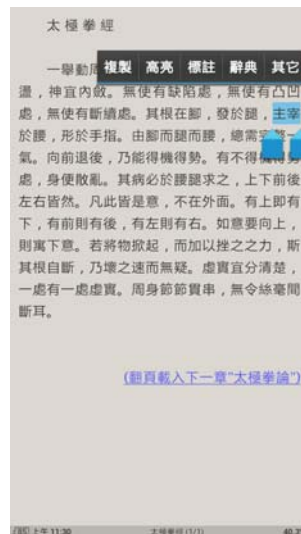 太極拳經
一舉動
複製 高亮 標註 辭典 其它
盪，神宜內斂。無使有缺陷處，無使有凸凹
處，無使有斷續處。其根在腳，發於腿，主宰
於腰，形於手指。由腳而腿而腰，總需完整一
氣。向前退後，乃能得機得勢。有不得機得勢
處，身便散亂。其病必於腰腿求之，上下前後
左右皆然。凡此皆是意，不在外面。有上即有
下，有前則有後，有左則有右。如意要向上，
則寓下意。若將物掀起，而加以挫之之力，斯
其根自斷，乃壞之速而無疑。虛實宜分清楚，
一處有一處虛實。周身節節貫串，無令絲毫間
斷耳。
(翻頁載入下一章"太極拳論")
上午 11:30 太極拳經 (1/1) 40.3%